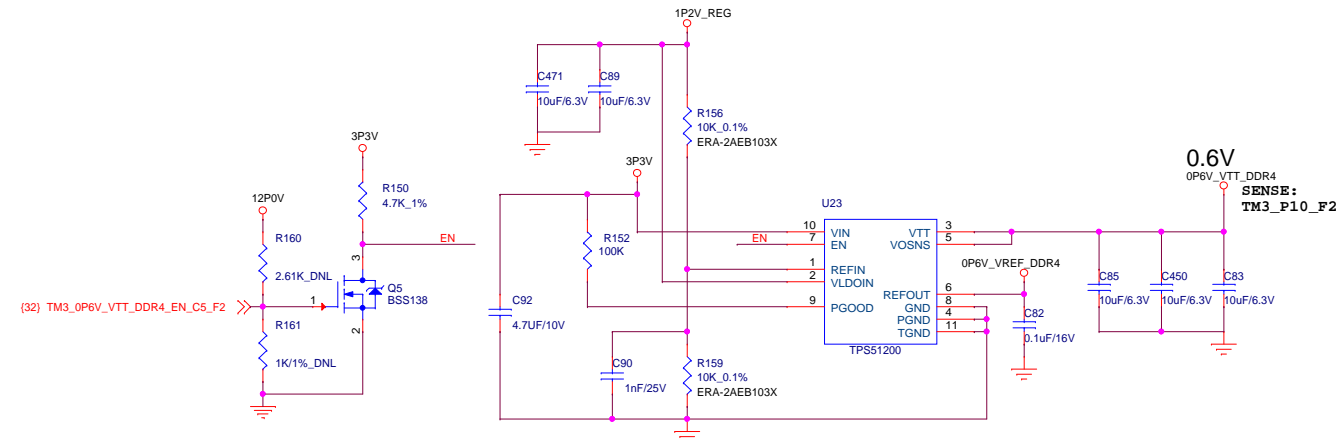 1P2V_REG
C471
10uF/6.3V
C89
10uF/6.3V
R156
10K_0.1%
ERA-2AEB103X
3P3V
R150
4.7K_1%
3P3V
0.6V
0P6V_VTT_DDR4
SENSE:
TM3_P10_F2
12P0V
R160
2.61K_DNL
EN
R152
100K
EN
U23
10
7
1
2
9
VIN
EN
REFIN
VLDOIN
PGOOD
VTT
VOSNS
REFOUT
GND
PGND
TGND
3
5
6
8
4
11
TPS51200
0P6V_VREF_DDR4
C82
0.1uF/16V
C85
10uF/6.3V
C450
10uF/6.3V
C83
10uF/6.3V
{32} TM3_0P6V_VTT_DDR4_EN_C5_F2
1
3
2
Q5
BSS138
R161
1K/1%_DNL
C92
4.7UF/10V
C90
1nF/25V
R159
10K_0.1%
ERA-2AEB103X